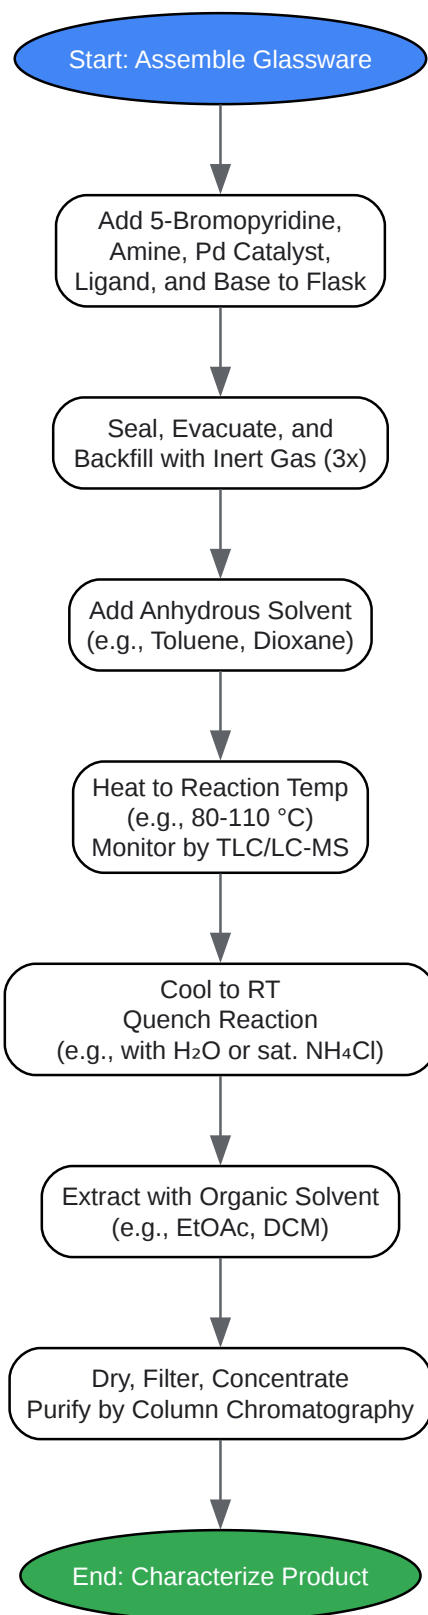 Start: Assemble Glassware
Add 5-Bromopyridine,
Amine, Pd Catalyst,
Ligand, and Base to Flask
Seal, Evacuate, and
Backfill with Inert Gas (3x)
Add Anhydrous Solvent
(e.g., Toluene, Dioxane)
Heat to Reaction Temp
(e.g., 80-110 °C)
Monitor by TLC/LC-MS
Cool to RT
Quench Reaction
(e.g., with H₂O or sat. NH₄Cl)
Extract with Organic Solvent
(e.g., EtOAc, DCM)
Dry, Filter, Concentrate
Purify by Column Chromatography
End: Characterize Product